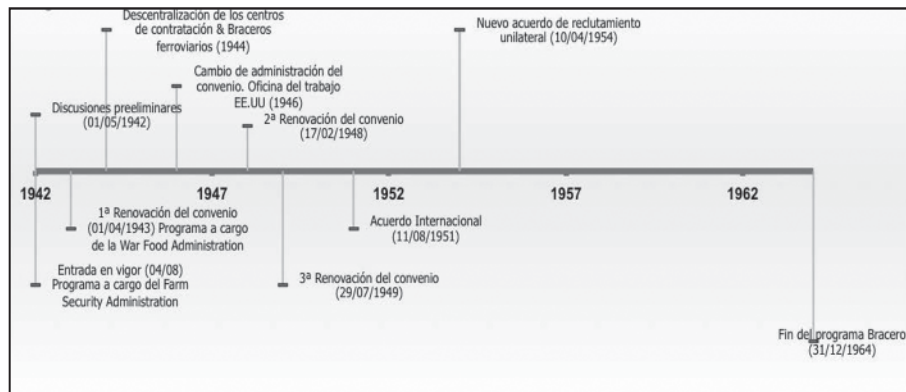 Descentralización de los centros
de contratación & Braceros
ferroviarios (1944)
Nuevo acuerdo de reclutamiento
unilateral (10/04/1954)
Cambio de administración del
convenio. Oficina del trabajo
EE.UU (1946)
Discusiones preeliminares
(01/05/1942)
2ª Renovación del convenio
(17/02/1948)
1942 1947 1952 1957 1962
1ª Renovación del convenio
(01/04/1943) Programa a cargo
de la War Food Administration
Acuerdo Internacional
(11/08/1951)
Entrada en vigor (04/08)
Programa a cargo del Farm
Security Administration
3ª Renovación del convenio
(29/07/1949)
Fin del programa Bracero
(31/12/1964)